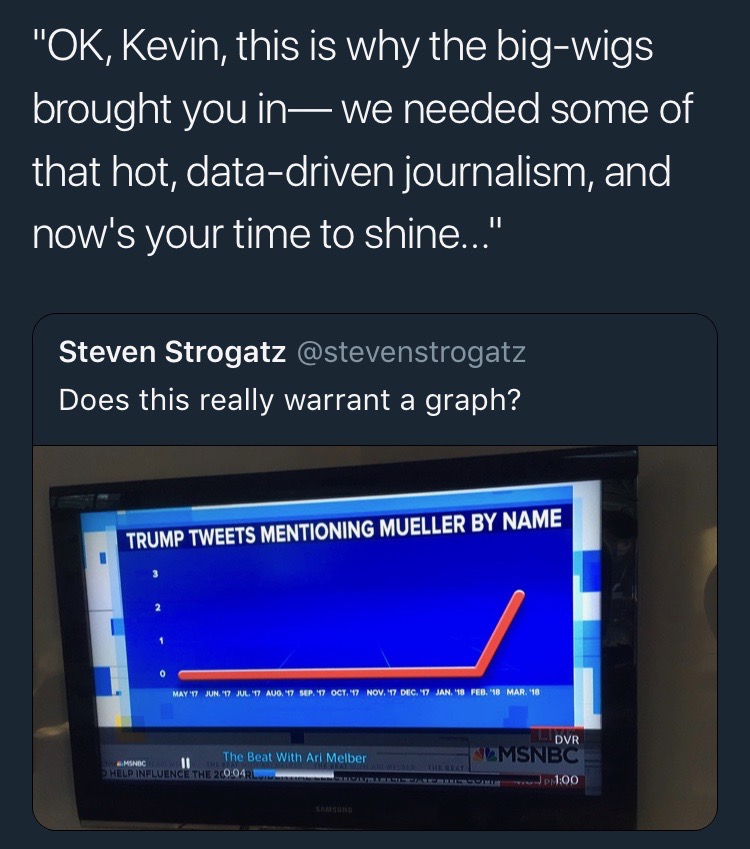 "OK, Kevin, this is why the big-wigs
brought you in— we needed some of
that hot, data-driven journalism, and
now's your time to shine..."
Steven Strogatz @stevenstrogatz
Does this really warrant a graph?
TRUMP TWEETS MENTIONING MUELLER BY NAME
3
2
1
0
MAY '17 JUN. '17 JUL. '17 AUG. '17 SEP. '17 OCT. '17 NOV. '17 DEC. '17 JAN. '18 FEB. '18 MAR. '18
LIVE
DVR
MSNBC
The Beat With Ari Melber
MSNBC
HELP INFLUENCE THE
0:04
1:00
SAMSUNG